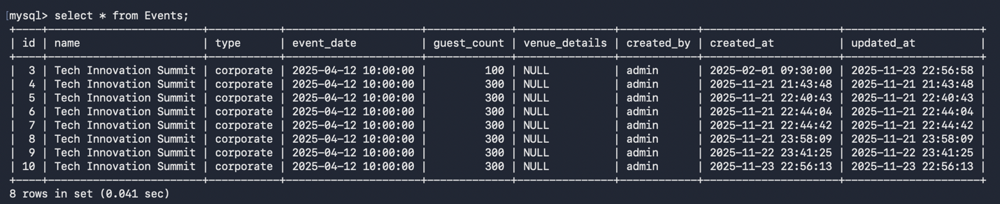 [mysql> select * from Events;
+----+------------------------+-----------+---------------------+-------------+---------------+------------+---------------------+---------------------+
| id | name                   | type      | event_date          | guest_count | venue_details | created_by | created_at          | updated_at          |
+----+------------------------+-----------+---------------------+-------------+---------------+------------+---------------------+---------------------+
|  3 | Tech Innovation Summit | corporate | 2025-04-12 10:00:00 |         100 | NULL          | admin      | 2025-02-01 09:30:00 | 2025-11-23 22:56:58 |
|  4 | Tech Innovation Summit | corporate | 2025-04-12 10:00:00 |         300 | NULL          | admin      | 2025-11-21 21:43:48 | 2025-11-21 21:43:48 |
|  5 | Tech Innovation Summit | corporate | 2025-04-12 10:00:00 |         300 | NULL          | admin      | 2025-11-21 22:40:43 | 2025-11-21 22:40:43 |
|  6 | Tech Innovation Summit | corporate | 2025-04-12 10:00:00 |         300 | NULL          | admin      | 2025-11-21 22:44:04 | 2025-11-21 22:44:04 |
|  7 | Tech Innovation Summit | corporate | 2025-04-12 10:00:00 |         300 | NULL          | admin      | 2025-11-21 22:44:42 | 2025-11-21 22:44:42 |
|  8 | Tech Innovation Summit | corporate | 2025-04-12 10:00:00 |         300 | NULL          | admin      | 2025-11-21 23:58:09 | 2025-11-21 23:58:09 |
|  9 | Tech Innovation Summit | corporate | 2025-04-12 10:00:00 |         300 | NULL          | admin      | 2025-11-22 23:41:25 | 2025-11-22 23:41:25 |
| 10 | Tech Innovation Summit | corporate | 2025-04-12 10:00:00 |         300 | NULL          | admin      | 2025-11-23 22:56:13 | 2025-11-23 22:56:13 |
+----+------------------------+-----------+---------------------+-------------+---------------+------------+---------------------+---------------------+
8 rows in set (0.041 sec)